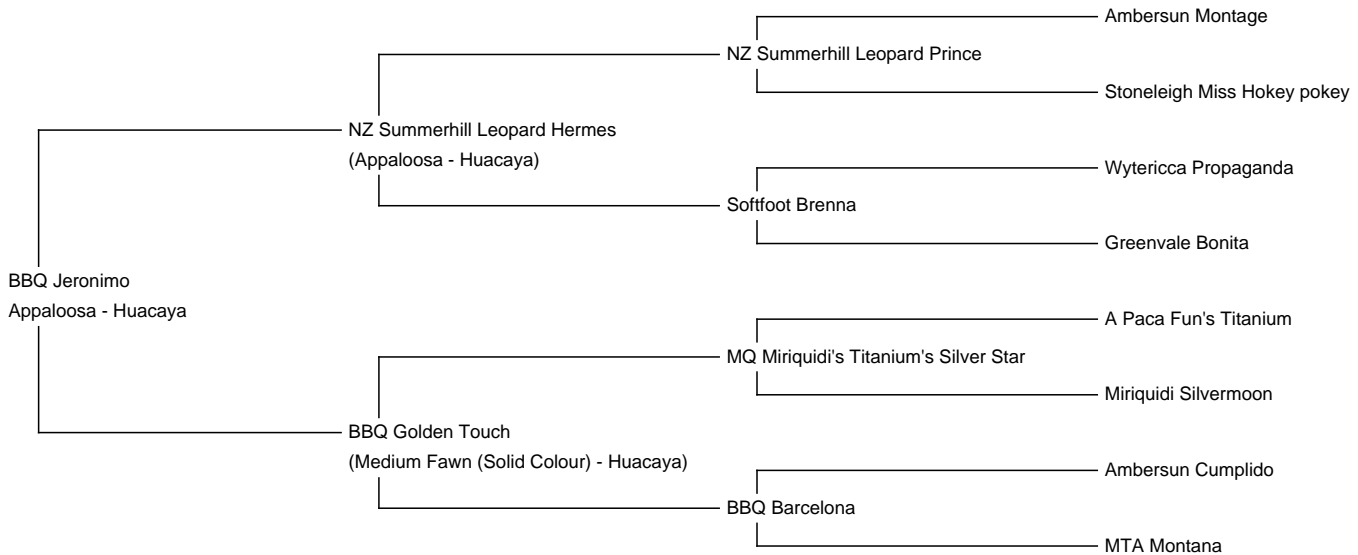 Ambersun Montage
NZ Summerhill Leopard Prince
Stoneleigh Miss Hokey pokey
NZ Summerhill Leopard Hermes
(Appaloosa - Huacaya)
Wytericca Propaganda
Softfoot Brenna
Greenvale Bonita
BBQ Jeronimo
Appaloosa - Huacaya
A Paca Fun's Titanium
MQ Miriquidi's Titanium's Silver Star
Miriquidi Silvermoon
BBQ Golden Touch
(Medium Fawn (Solid Colour) - Huacaya)
Ambersun Cumplido
BBQ Barcelona
MTA Montana